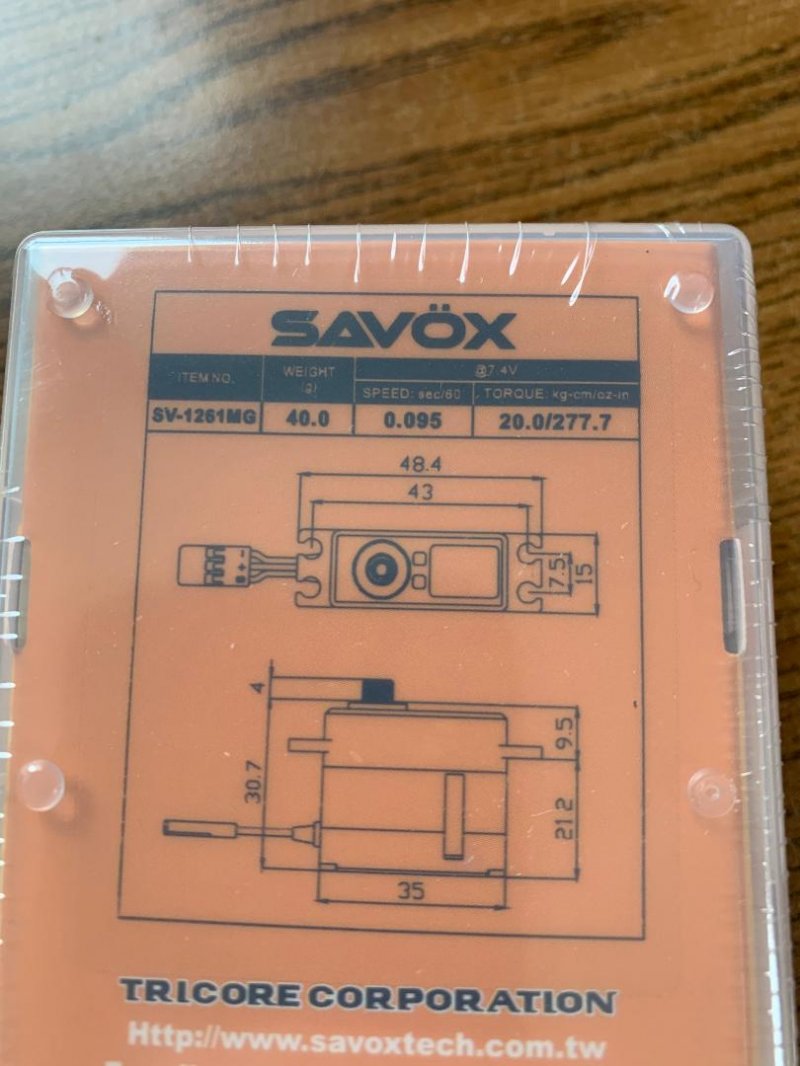 SAVÖX
ITEM NO. WEIGHT (g) @7.4V
SPEED: sec/60 TORQUE: kg-cm/oz-in
SV-1261MG 40.0 0.095 20.0/277.7
48.4
43
S + -
7.5
15
4
9.5
30.7
21.2
35
TRICORE CORPORATION
Http://www.savoxtech.com.tw